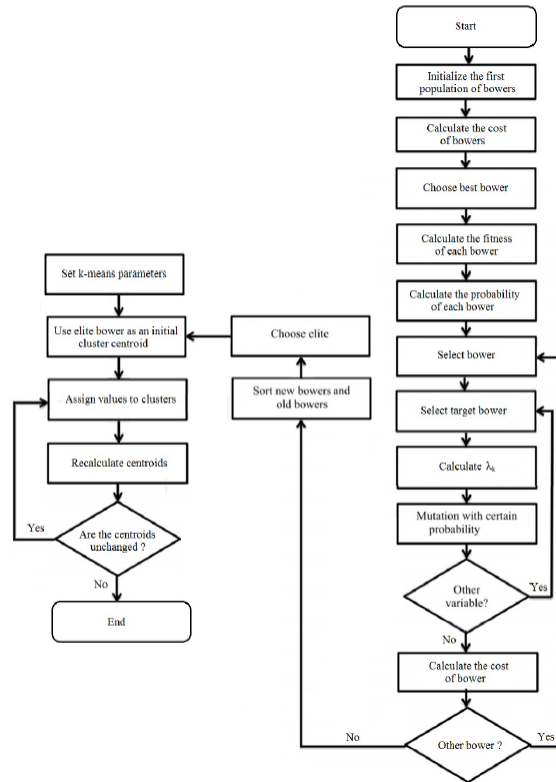 Start
Initialize the first
population of bowers
Calculate the cost
of bowers
Choose best bower
Calculate the fitness
of each bower
Calculate the probability
of each bower
Select bower
Select target bower
Calculate λk
Mutation with certain
probability
Other
variable?
Yes
No
Calculate the cost
of bower
Other bower ?
Yes
No
Sort new bowers and
old bowers
Choose elite
Set k-means parameters
Use elite bower as an initial
cluster centroid
Assign values to clusters
Recalculate centroids
Are the centroids
unchanged ?
Yes
No
End